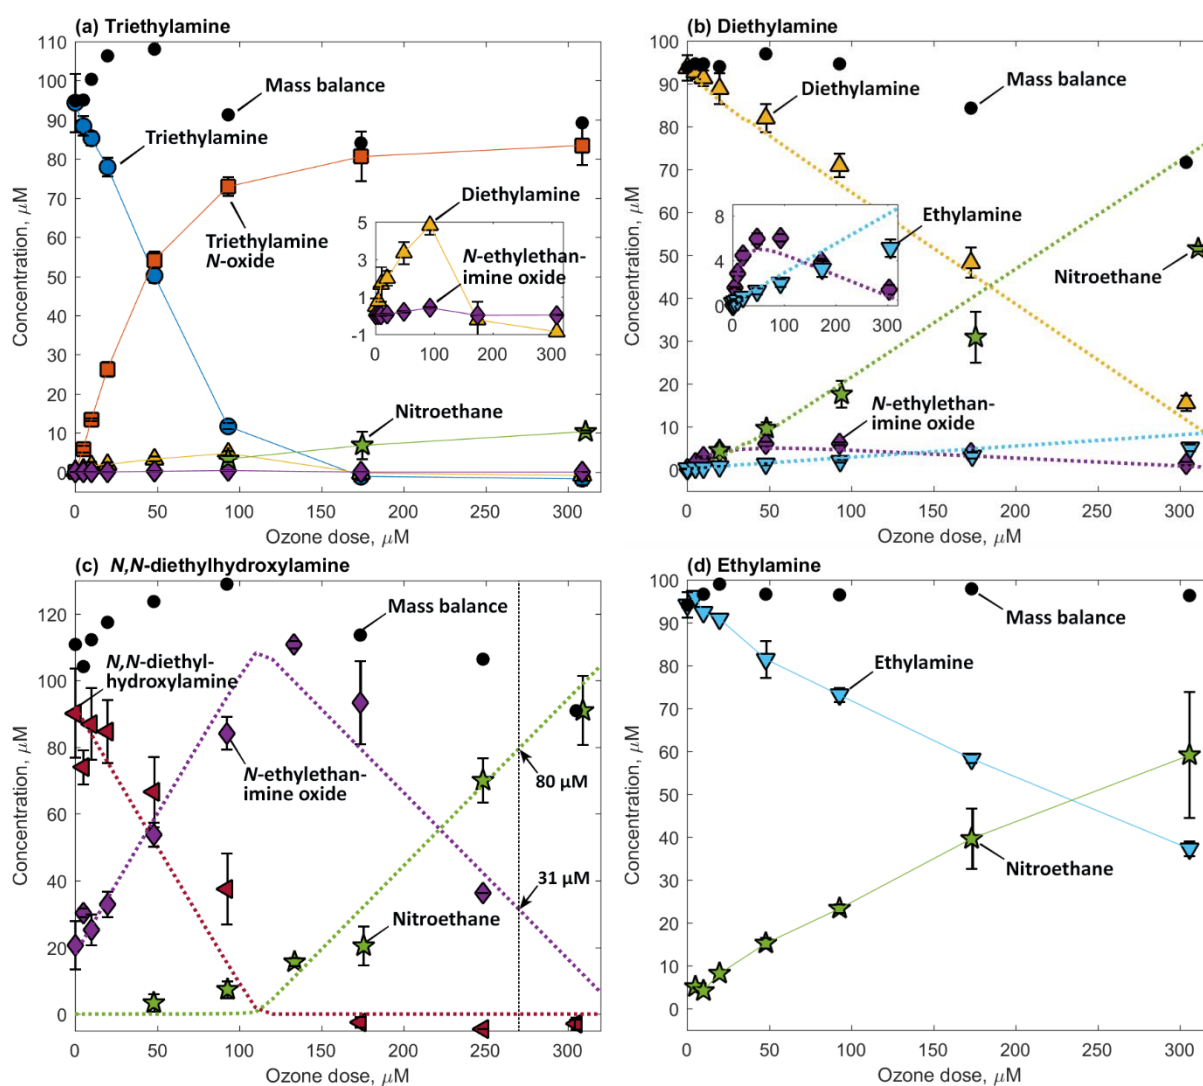 (a) Triethylamine
110
100
90
80
70
60
50
40
30
20
10
0
Concentration, μM
Mass balance
Triethylamine
Triethylamine
N-oxide
Diethylamine
N-ethylethan-
imine oxide
Nitroethane
5
3
1
-1
0 100 200 300
0 50 100 150 200 250 300
Ozone dose, μM
(b) Diethylamine
100
90
80
70
60
50
40
30
20
10
0
Concentration, μM
Mass balance
Diethylamine
Ethylamine
Nitroethane
N-ethylethan-
imine oxide
8
4
0
0 100 200 300
0 50 100 150 200 250 300
Ozone dose, μM
(c) N,N-diethylhydroxylamine
120
100
80
60
40
20
0
Concentration, μM
Mass balance
N,N-diethyl-
hydroxylamine
N-ethylethan-
imine oxide
80 μM
31 μM
Nitroethane
0 50 100 150 200 250 300
Ozone dose, μM
(d) Ethylamine
100
90
80
70
60
50
40
30
20
10
0
Concentration, μM
Mass balance
Ethylamine
Nitroethane
0 50 100 150 200 250 300
Ozone dose, μM